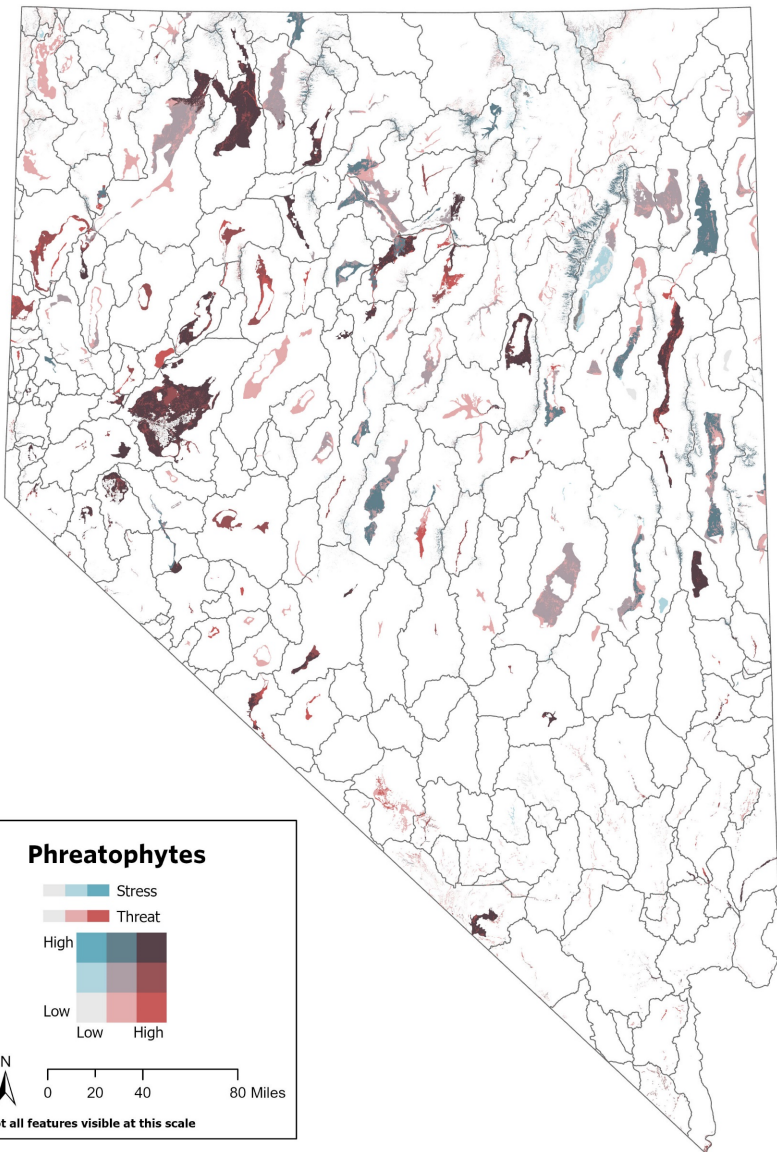 Phreatophytes
Stress
Threat
High
Low
Low High
N
0 20 40 80 Miles
t all features visible at this scale